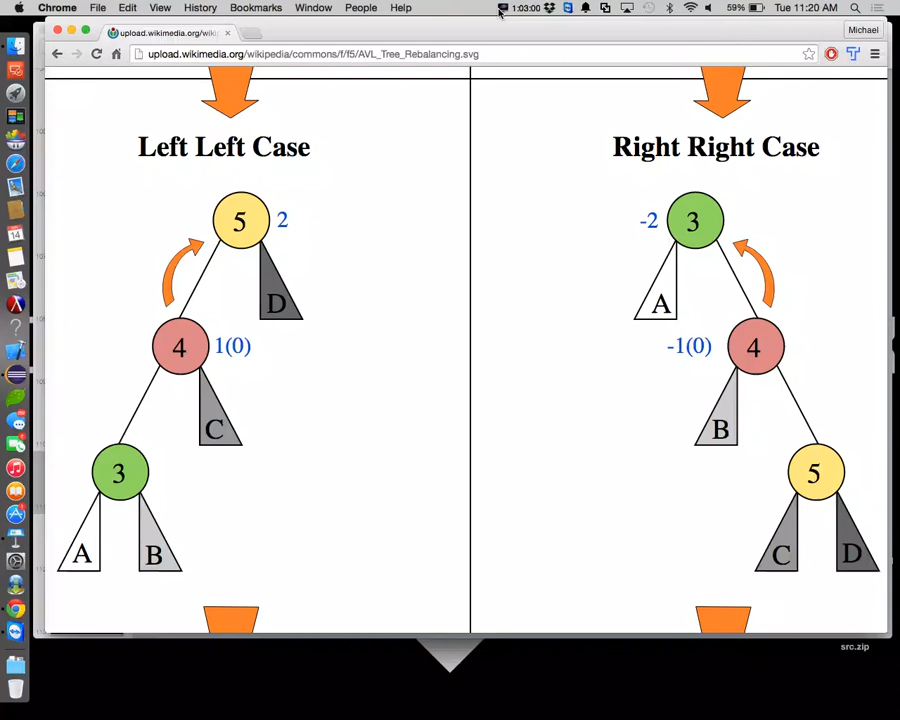 Chrome File Edit View History Bookmarks Window People Help 1:03:00 59% Tue 11:20 AM
upload.wikimedia.org/wiki Michael
upload.wikimedia.org/wikipedia/commons/f/f5/AVL_Tree_Rebalancing.svg
Left Left Case
Right Right Case
5 2
-2 3
D
A
4 1(0)
-1(0) 4
C
B
3
5
A B
C D
14
src.zip